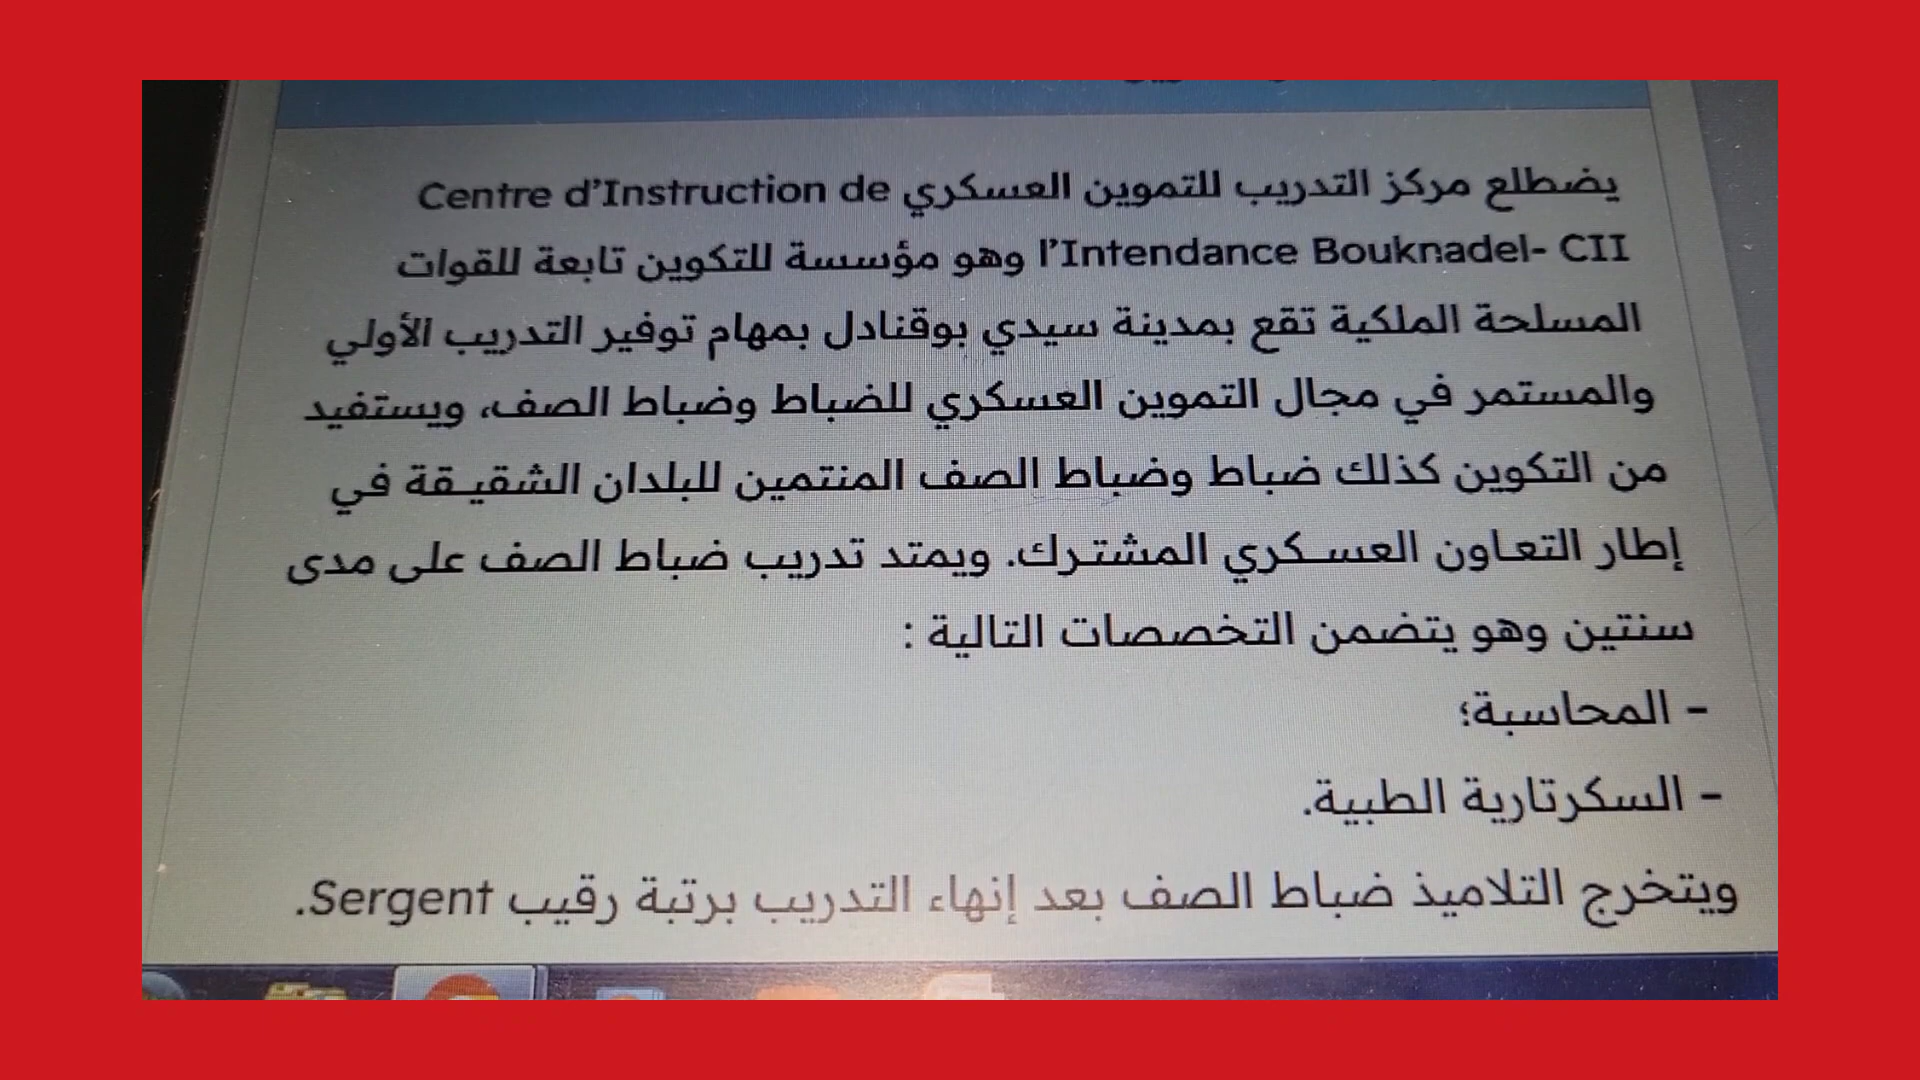 يضطلع مركز التدريب للتموين العسكري Centre d’Instruction de
l’Intendance Bouknadel- CII وهو مؤسسة للتكوين تابعة للقوات
المسلحة الملكية تقع بمدينة سيدي بوقنادل بمهام توفير التدريب الأولي
والمستمر في مجال التموين العسكري للضباط وضباط الصف، ويستفيد
من التكوين كذلك ضباط وضباط الصف المنتمين للبلدان الشقيقة في
إطار التعاون العسكري المشترك. ويمتد تدريب ضباط الصف على مدى
سنتين وهو يتضمن التخصصات التالية :
- المحاسبة؛
- السكرتارية الطبية.
ويتخرج التلاميذ ضباط الصف بعد إنهاء التدريب برتبة رقيب Sergent.